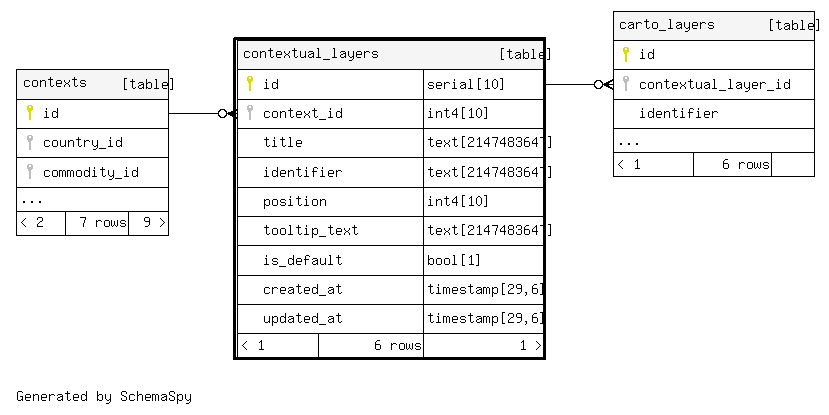 contexts [table]
id
country_id
commodity_id
...
< 2 7 rows 9 >
contextual_layers [table]
id serial[10]
context_id int4[10]
title text[2147483647]
identifier text[2147483647]
position int4[10]
tooltip_text text[2147483647]
is_default bool[1]
created_at timestamp[29,6]
updated_at timestamp[29,6]
< 1 6 rows 1 >
carto_layers [table]
id
contextual_layer_id
identifier
...
< 1 6 rows
Generated by SchemaSpy